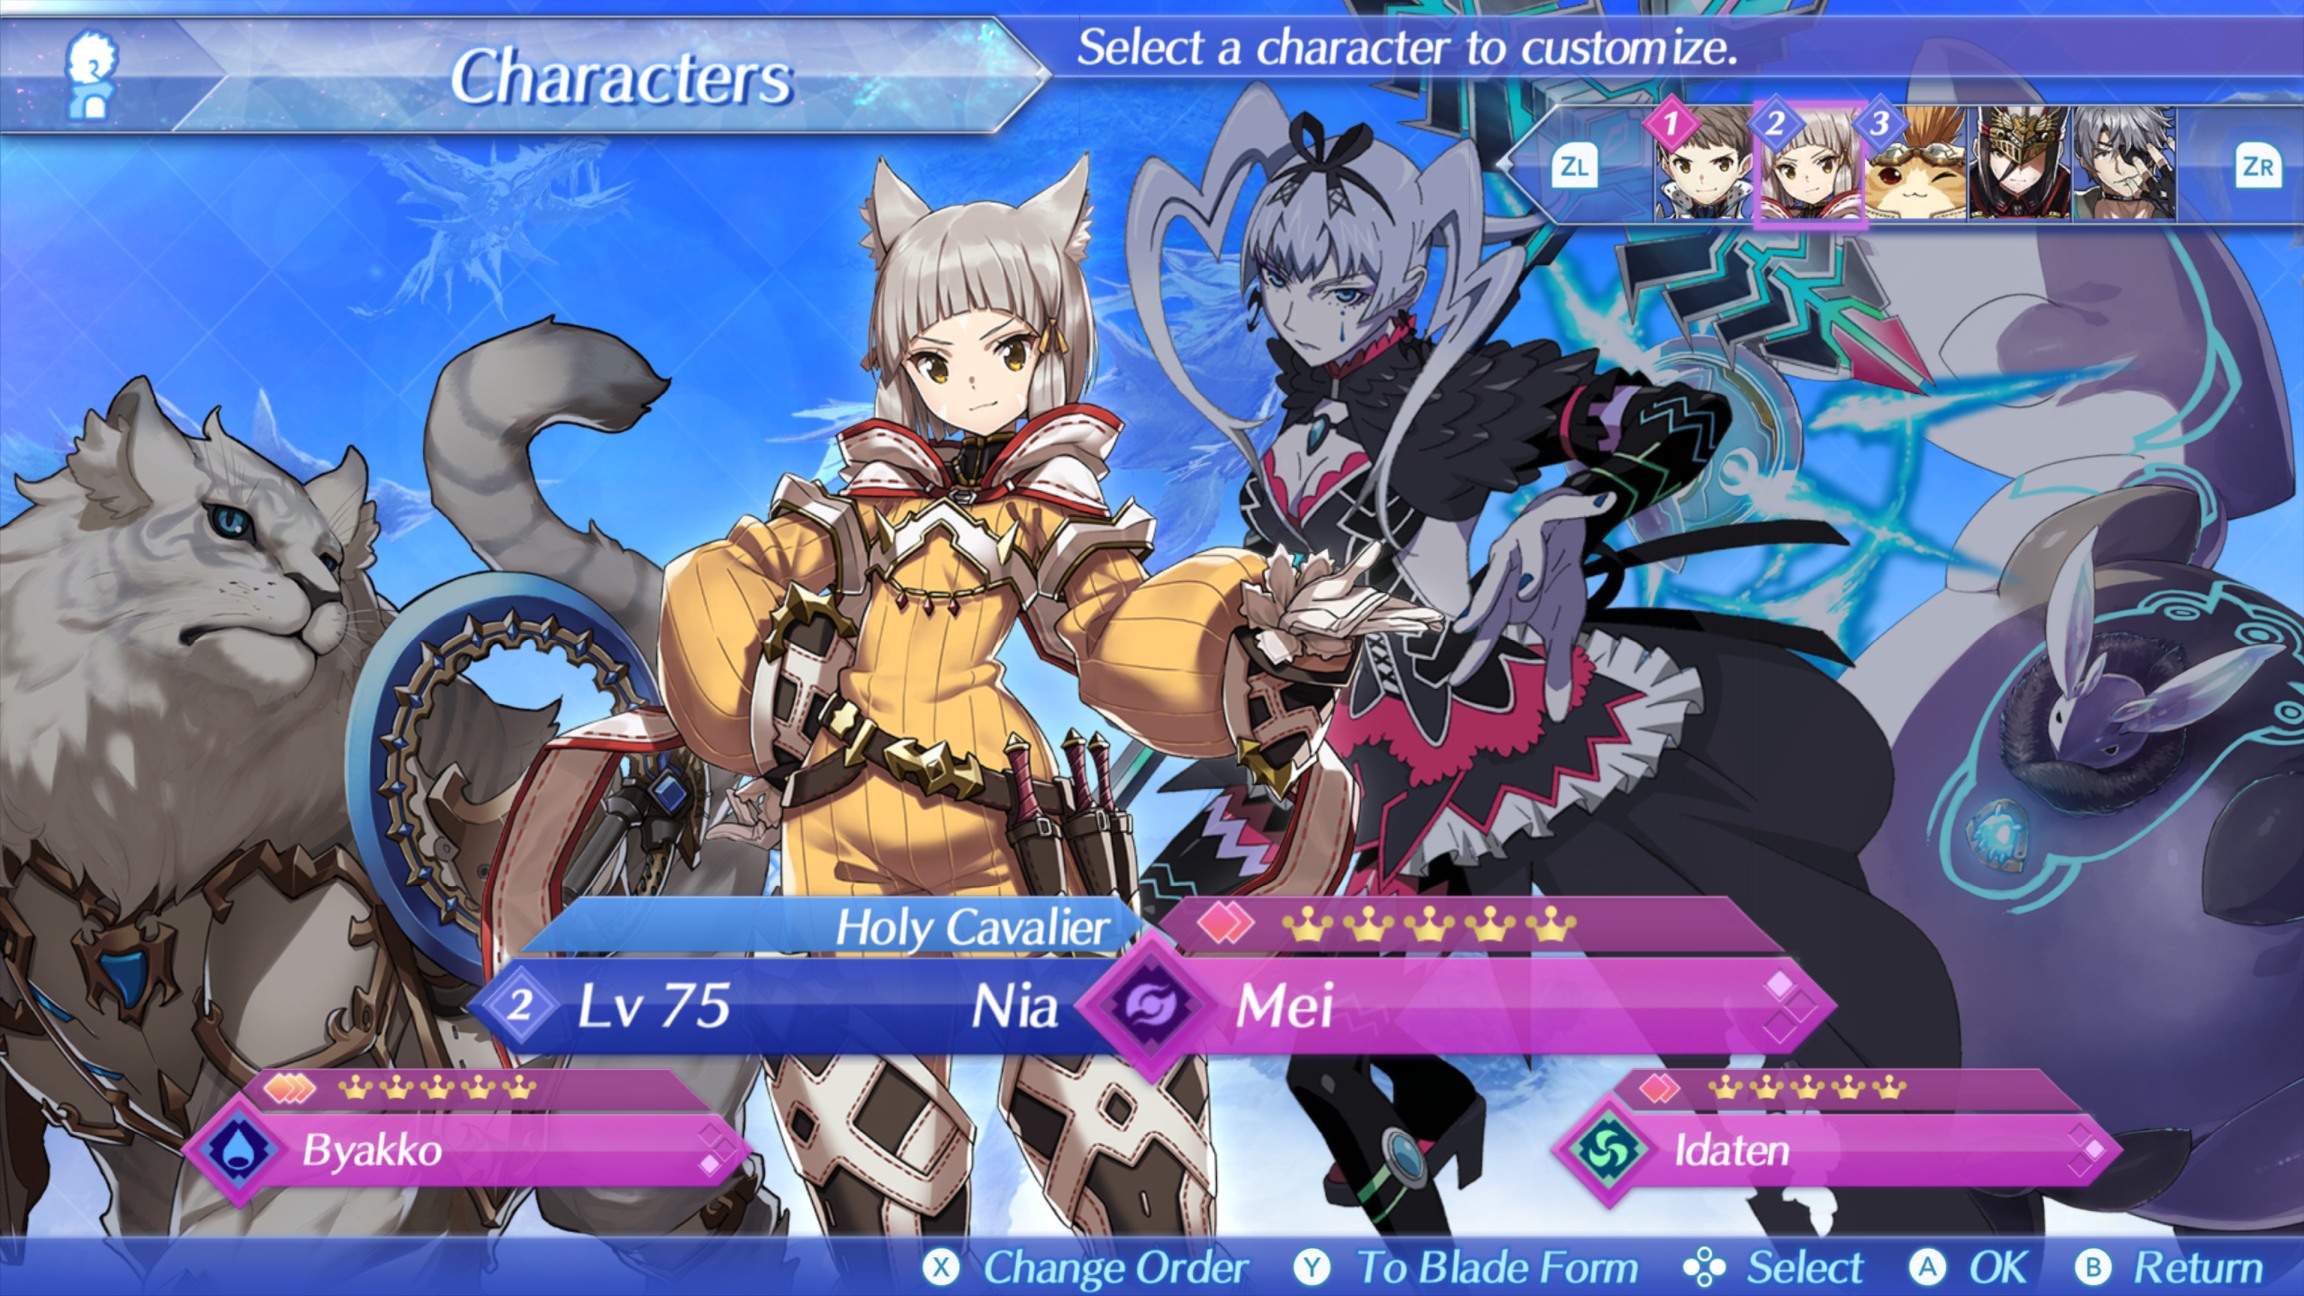 Characters
Select a character to customize.
ZL
1
2
3
ZR
Holy Cavalier
2
Lv 75
Nia
Mei
Byakko
Idaten
X Change Order
Y To Blade Form
Select
A OK
B Return